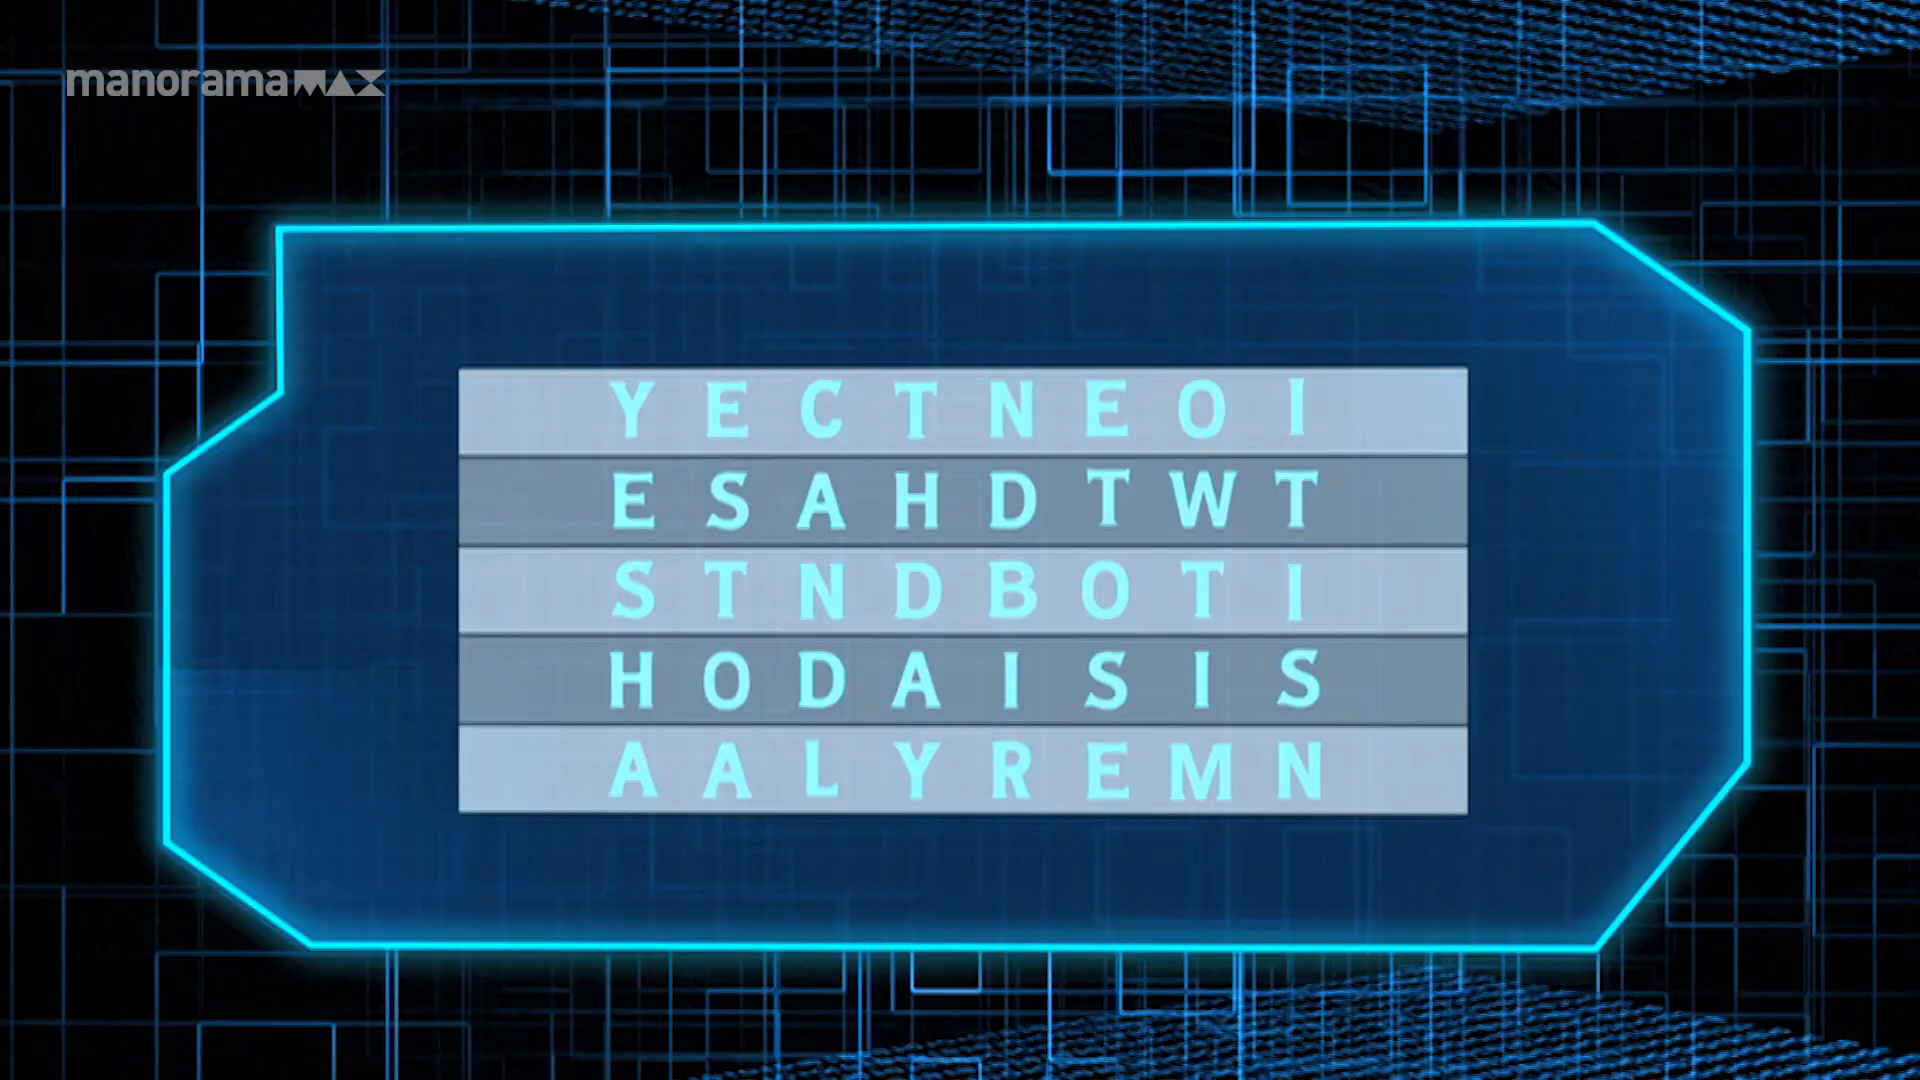 manoramaMAX
Y E C T N E O I
E S A H D T W T
S T N D B O T I
H O D A I S I S
A A L Y R E M N